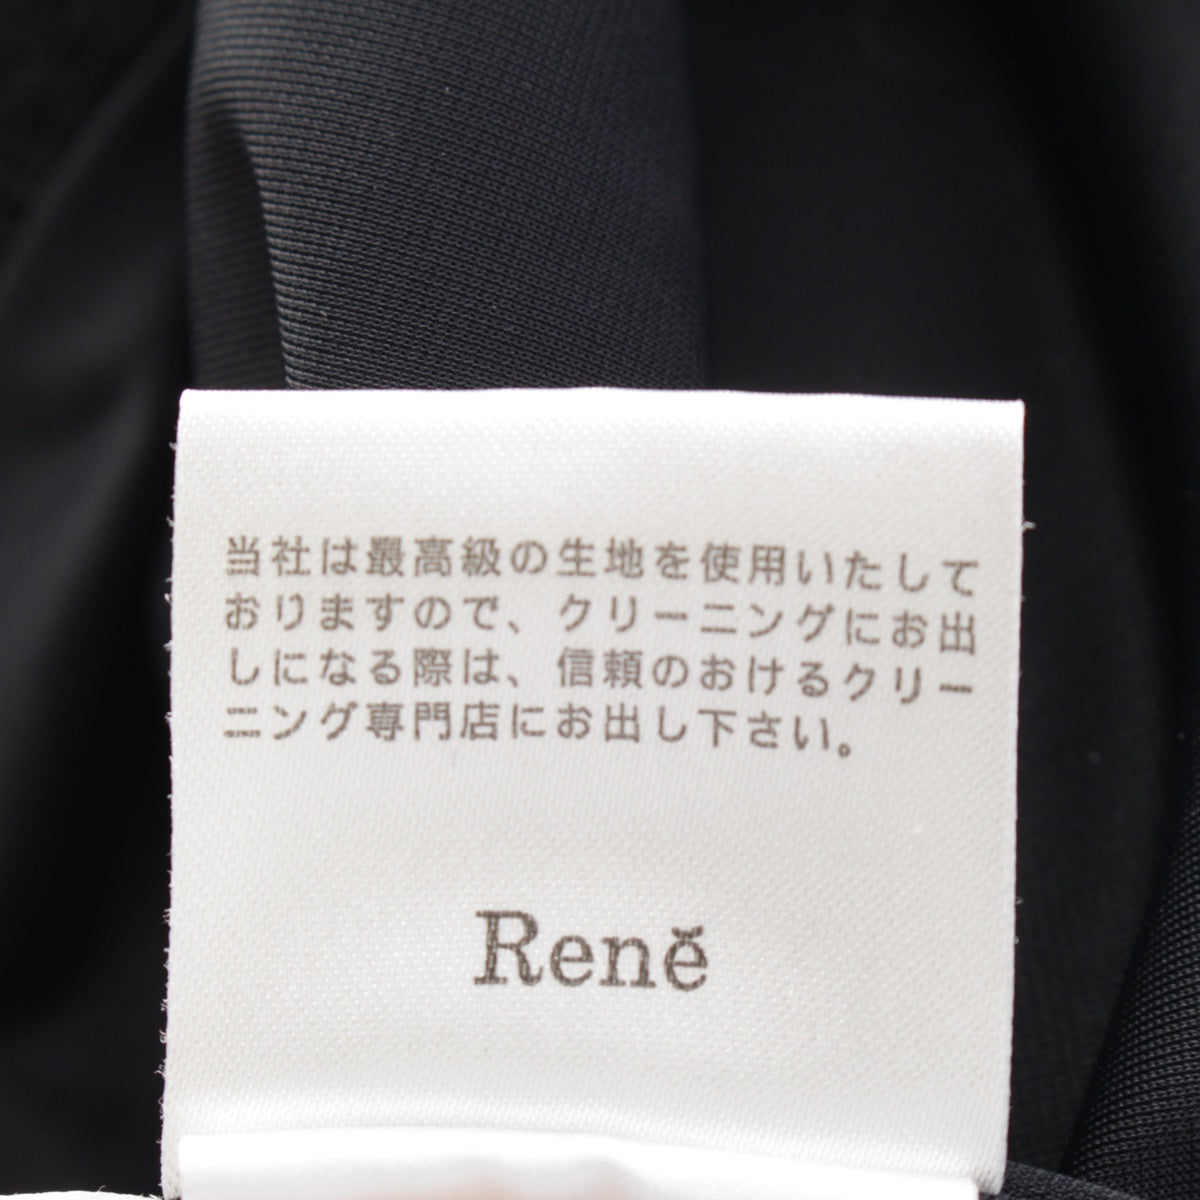 当社は最高級の生地を使用いたして
おりますので、クリーニングにお出
しになる際は、信頼のおけるクリー
ニング専門店にお出し下さい。
Reně